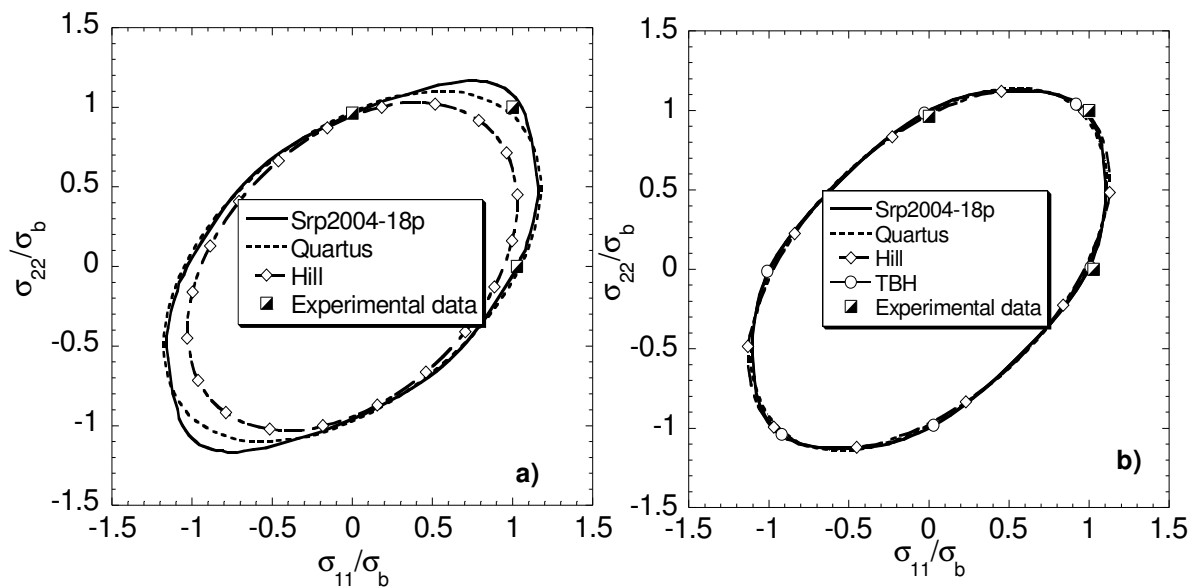 1.5
1
0.5
0
-0.5
-1
-1.5
σ22/σb
Srp2004-18p
Quartus
Hill
Experimental data
a)
-1.5 -1 -0.5 0 0.5 1 1.5
σ11/σb
1.5
1
0.5
0
-0.5
-1
-1.5
σ22/σb
Srp2004-18p
Quartus
Hill
TBH
Experimental data
b)
-1.5 -1 -0.5 0 0.5 1 1.5
σ11/σb